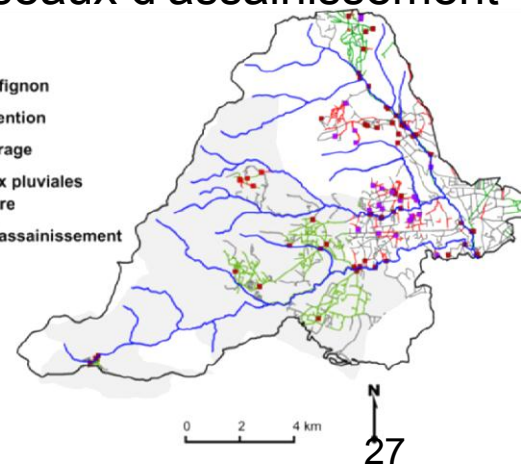 seaux d'assainissement
fignon
ention
rage
x pluviales
re
assainissement
0 2 4 km
N
27